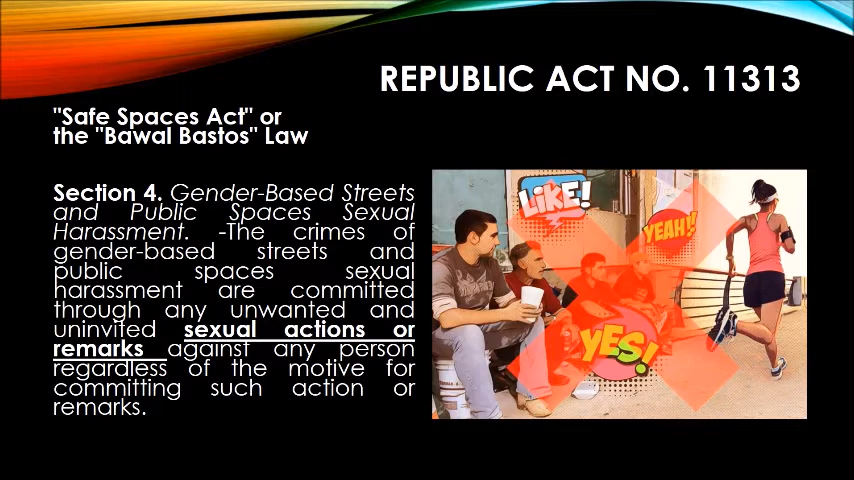 REPUBLIC ACT NO. 11313
"Safe Spaces Act" or
the "Bawal Bastos" Law
Section 4. Gender-Based Streets
and Public Spaces Sexual
Harassment. -The crimes of
gender-based streets and
public spaces sexual
harassment are committed
through any unwanted and
uninvited sexual actions or
remarks against any person
regardless of the motive for
committing such action or
remarks.
LiKE!
YEAH!!
YES!